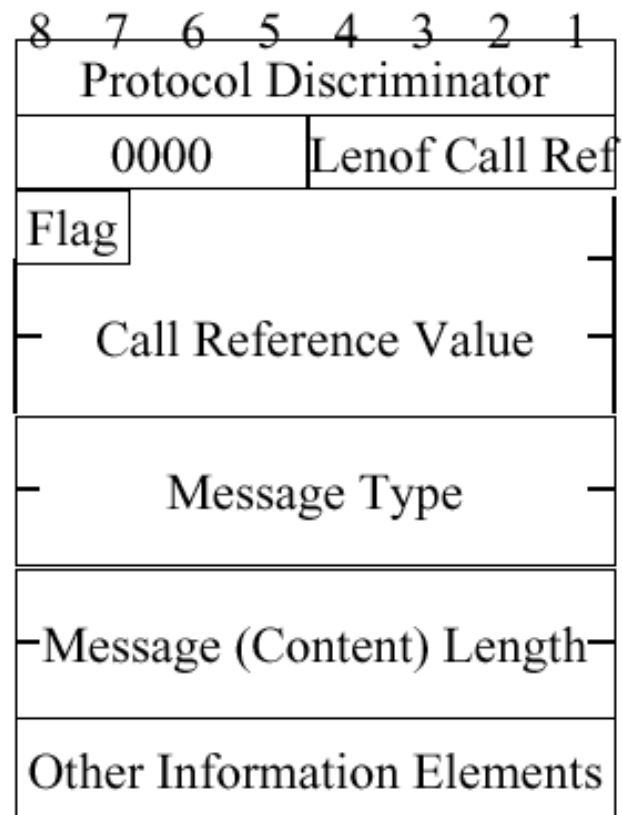 8 7 6 5 4 3 2 1
Protocol Discriminator
0000 Lenof Call Ref
Flag
Call Reference Value
Message Type
Message (Content) Length
Other Information Elements